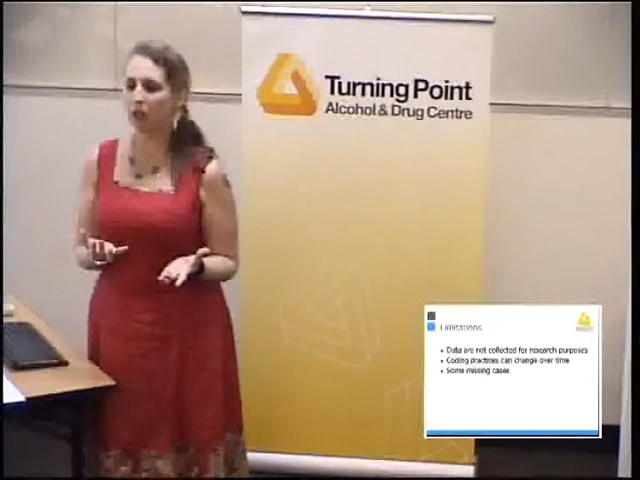 Turning Point
Alcohol & Drug Centre
Limitations
Data are not collected for research purposes
Coding practices can change over time
Some missing cases